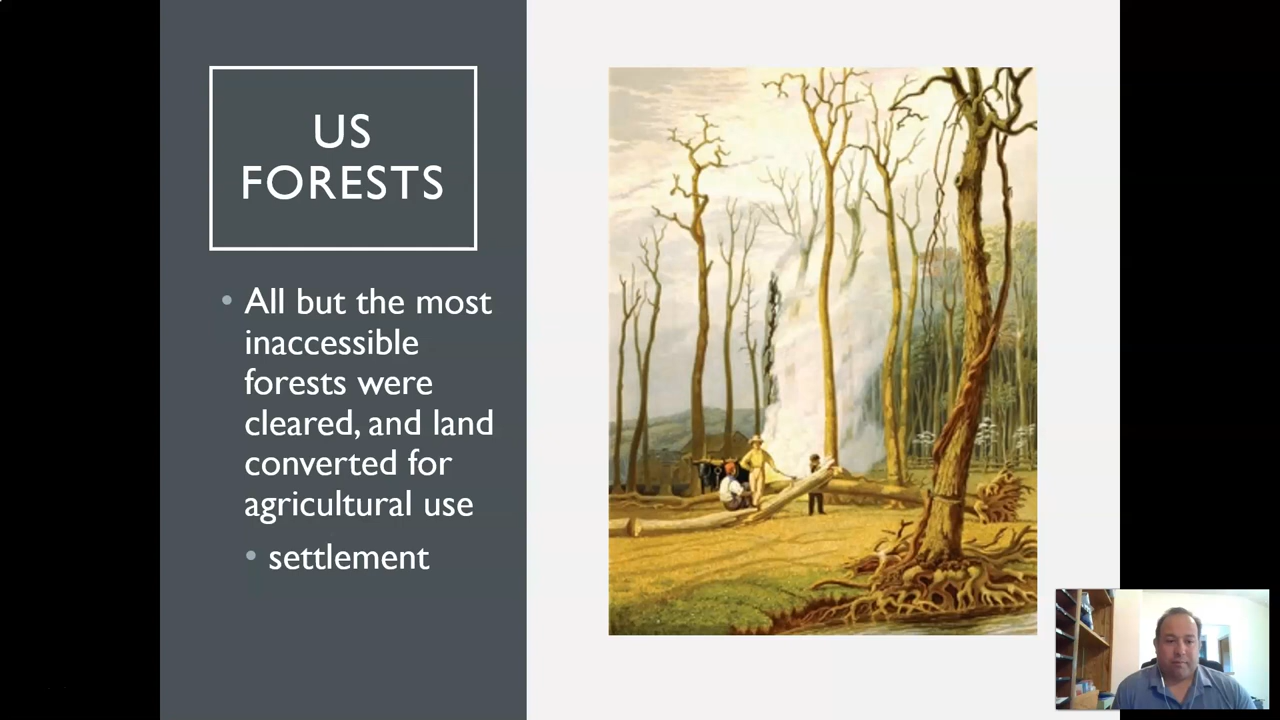 US
FORESTS
• All but the most
inaccessible
forests were
cleared, and land
converted for
agricultural use
• settlement